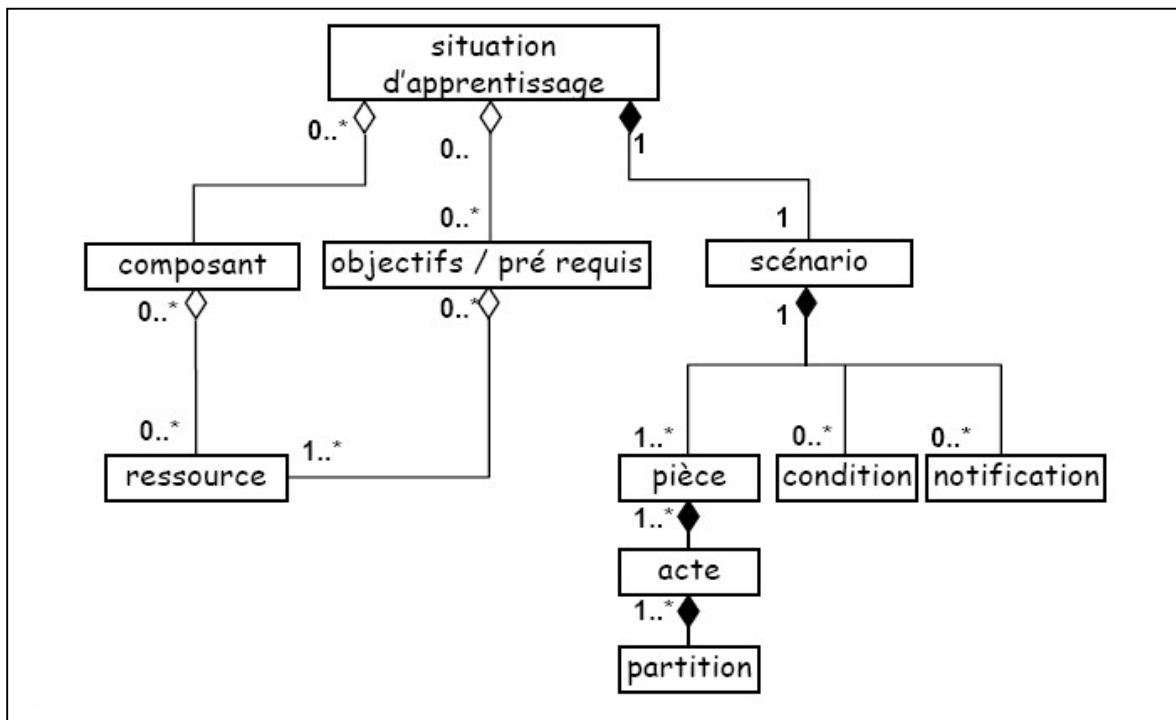 situation
d'apprentissage
0..*
0..
1
0..*
1
composant
objectifs / pré requis
scénario
0..*
0..*
1
0..*
1..*
1..*
0..*
0..*
ressource
pièce
condition
notification
1..*
acte
1..*
partition